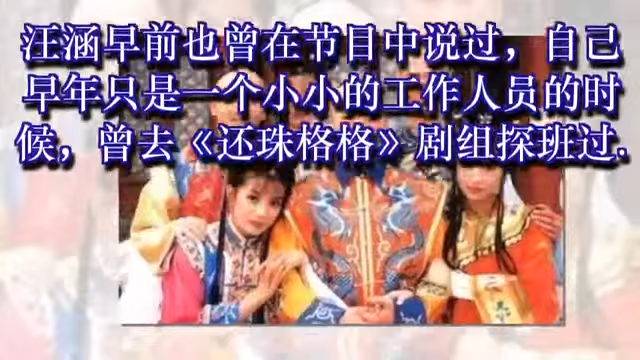 汪涵早前也曾在节目中说过，自己
早年只是一个小小的工作人员的时
候，曾去《还珠格格》剧组探班过.